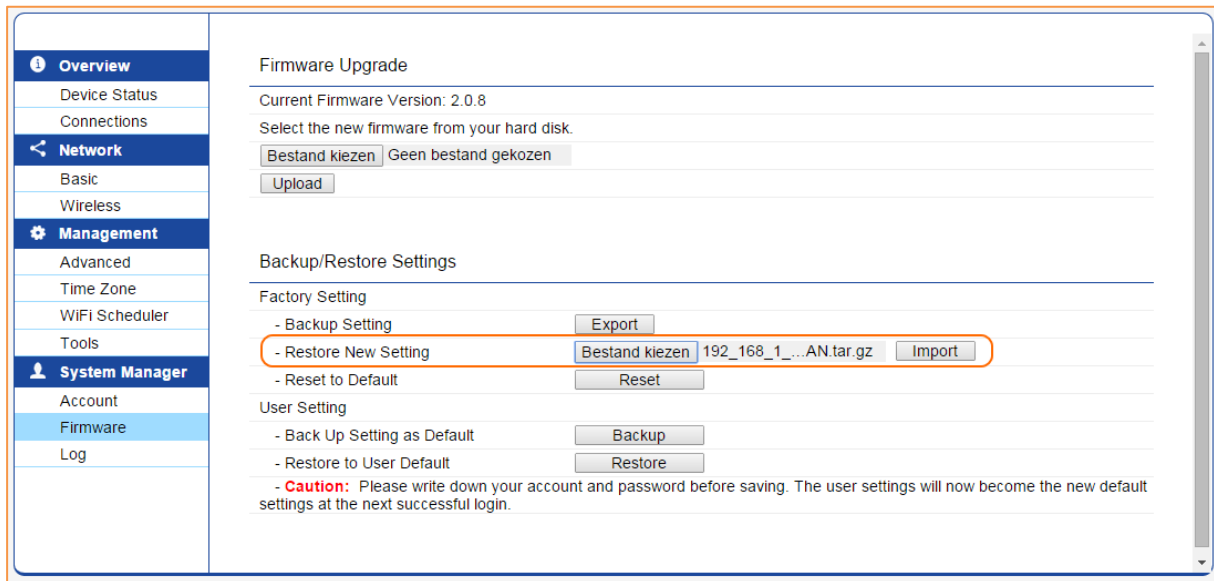 Overview
Device Status
Connections
Network
Basic
Wireless
Management
Advanced
Time Zone
WiFi Scheduler
Tools
System Manager
Account
Firmware
Log
Firmware Upgrade
Current Firmware Version: 2.0.8
Select the new firmware from your hard disk.
Bestand kiezen Geen bestand gekozen
Upload
Backup/Restore Settings
Factory Setting
- Backup Setting Export
- Restore New Setting Bestand kiezen 192_168_1_...AN.tar.gz Import
- Reset to Default Reset
User Setting
- Back Up Setting as Default Backup
- Restore to User Default Restore
- Caution: Please write down your account and password before saving. The user settings will now become the new default
settings at the next successful login.